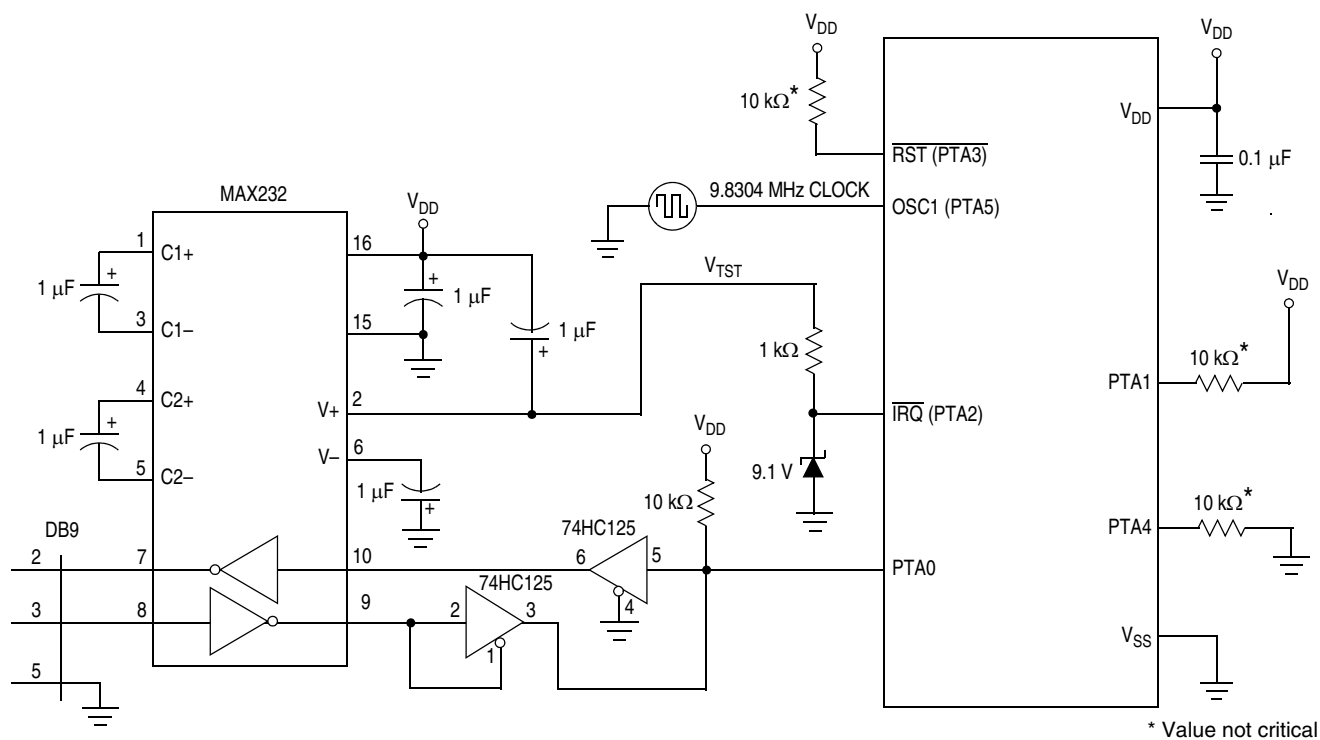 VDD
VDD
10 kΩ*
VDD
0.1 µF
RST (PTA3)
9.8304 MHz CLOCK
OSC1 (PTA5)
MAX232
VDD
1
C1+
16
+
1 µF
+
1 µF
VTST
VDD
3
C1–
15
1 µF
+
1 kΩ
10 kΩ*
PTA1
4
C2+
2
V+
+
1 µF
IRQ (PTA2)
VDD
6
V–
5
C2–
9.1 V
1 µF
+
10 kΩ
10 kΩ*
PTA4
DB9
74HC125
2
7
10
6
5
PTA0
74HC125
4
3
8
9
2
3
1
VSS
5
* Value not critical